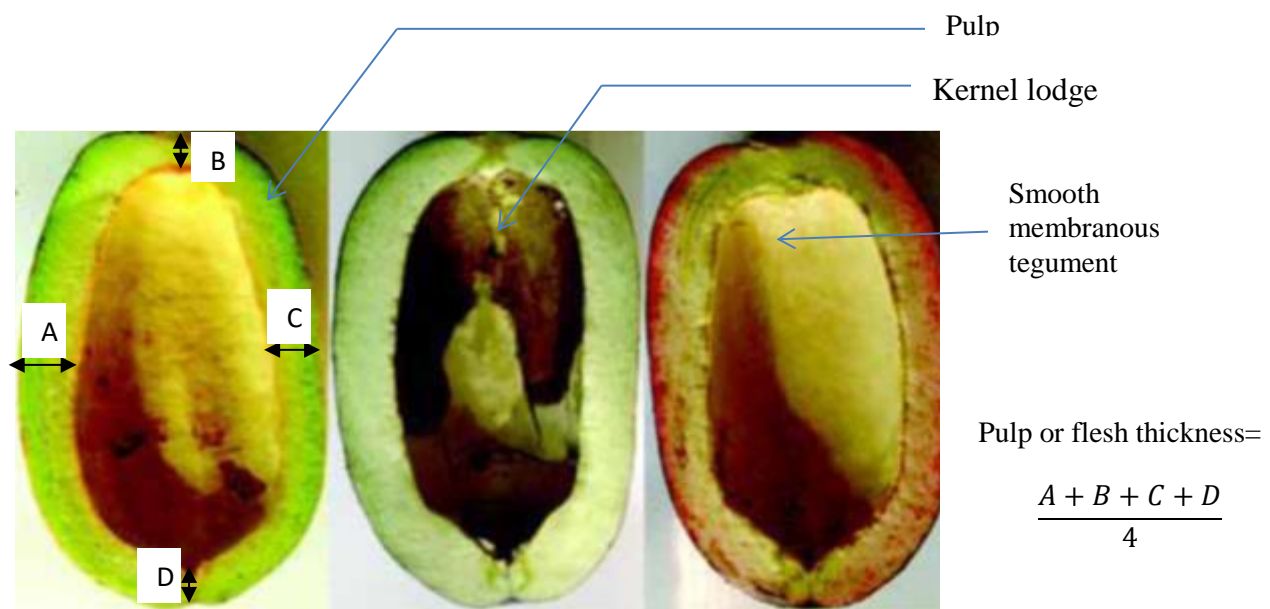 Pulp
Kernel lodge
B
Smooth
membranous
tegument
A
C
Pulp or flesh thickness=
A + B + C + D
4
D